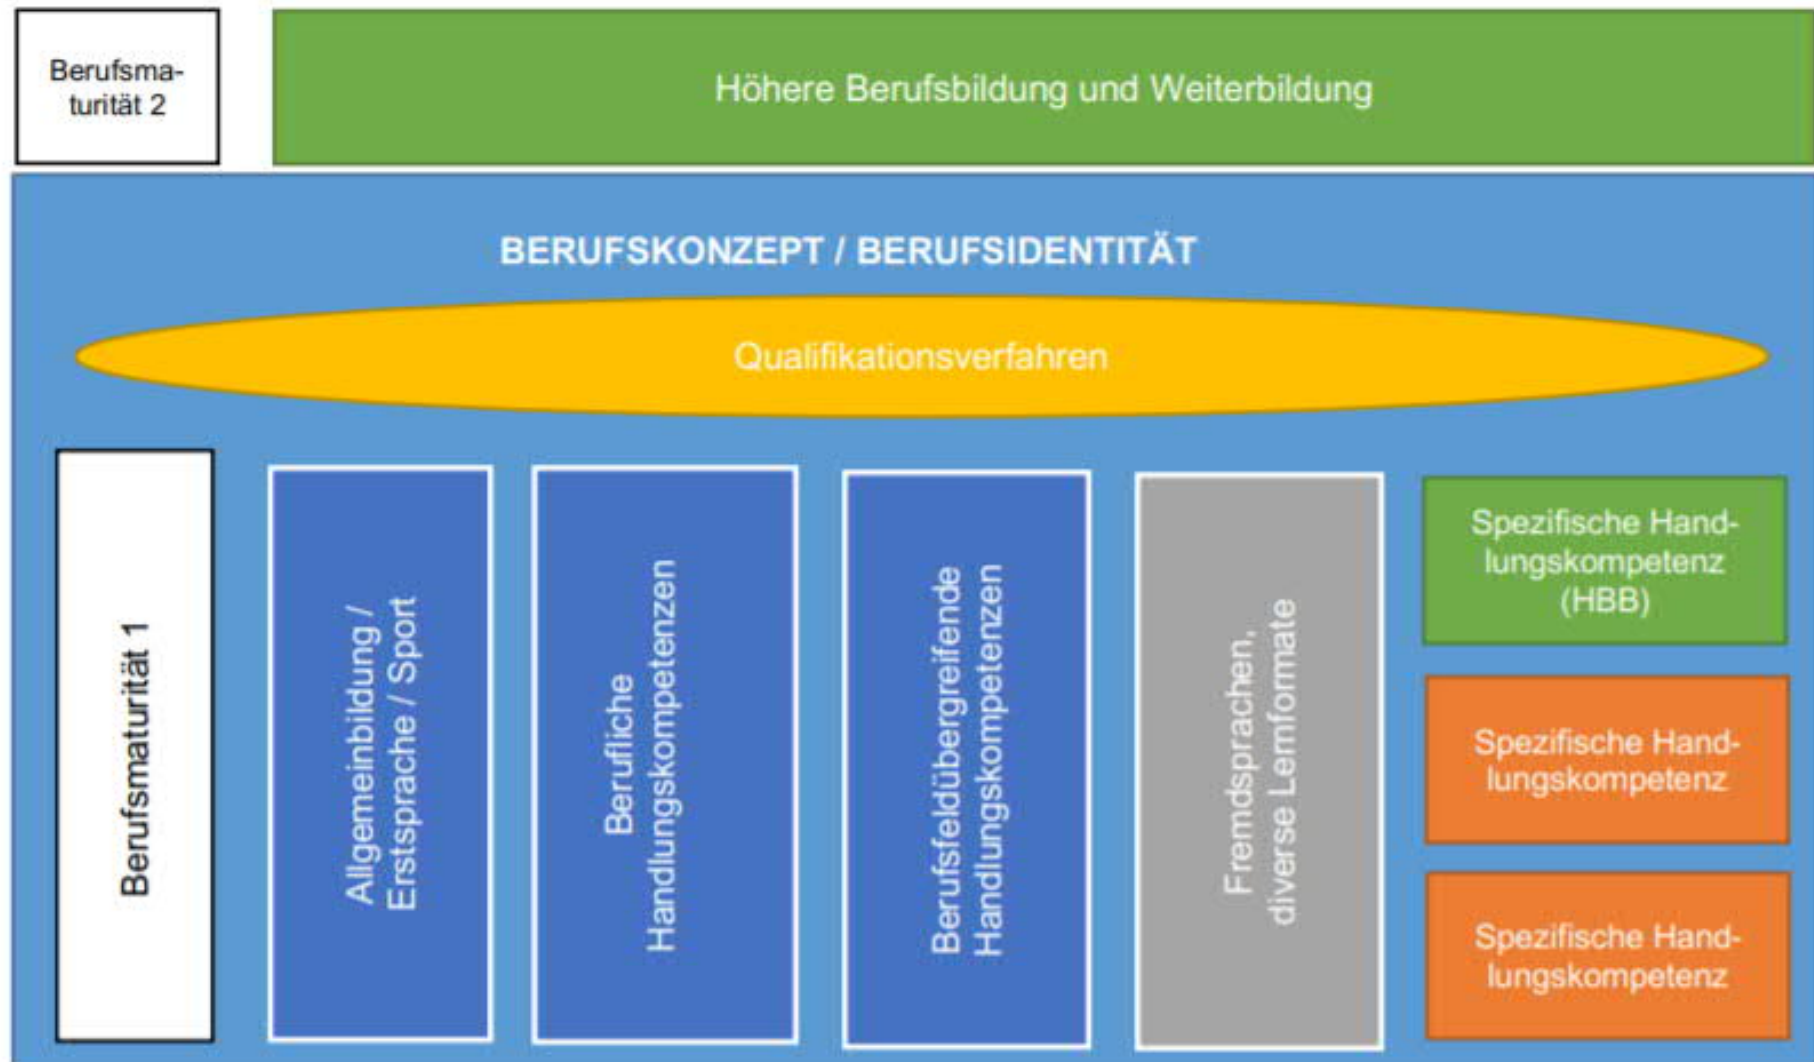 Berufsma-
turität 2
Höhere Berufsbildung und Weiterbildung
BERUFSKONZEPT / BERUFSIDENTITÄT
Qualifikationsverfahren
Berufsmaturität 1
Allgemeinbildung /
Erstsprache / Sport
Berufliche
Handlungskompetenzen
Berufsfeldübergreifende
Handlungskompetenzen
Fremdsprachen,
diverse Lernformate
Spezifische Hand-
lungskompetenz
(HBB)
Spezifische Hand-
lungskompetenz
Spezifische Hand-
lungskompetenz